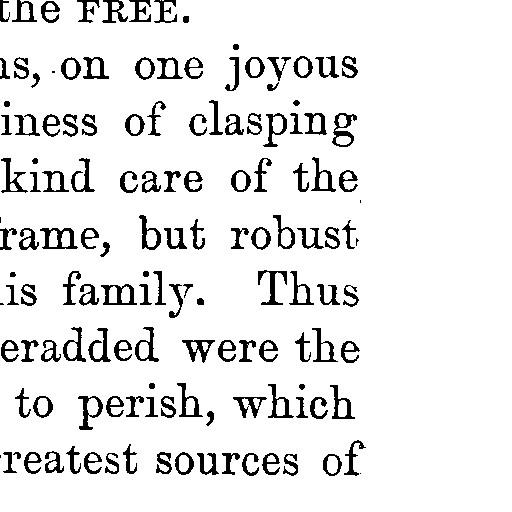 the FREE.
ns, on one joyous
iness of clasping
kind care of the
rame, but robust
is family. Thus
eradded were the
to perish, which
reatest sources of